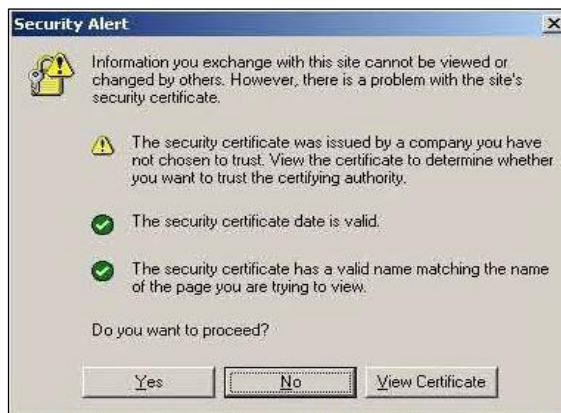 Security Alert
Information you exchange with this site cannot be viewed or
changed by others. However, there is a problem with the site's
security certificate.
The security certificate was issued by a company you have
not chosen to trust. View the certificate to determine whether
you want to trust the certifying authority.
The security certificate date is valid.
The security certificate has a valid name matching the name
of the page you are trying to view.
Do you want to proceed?
Yes No View Certificate